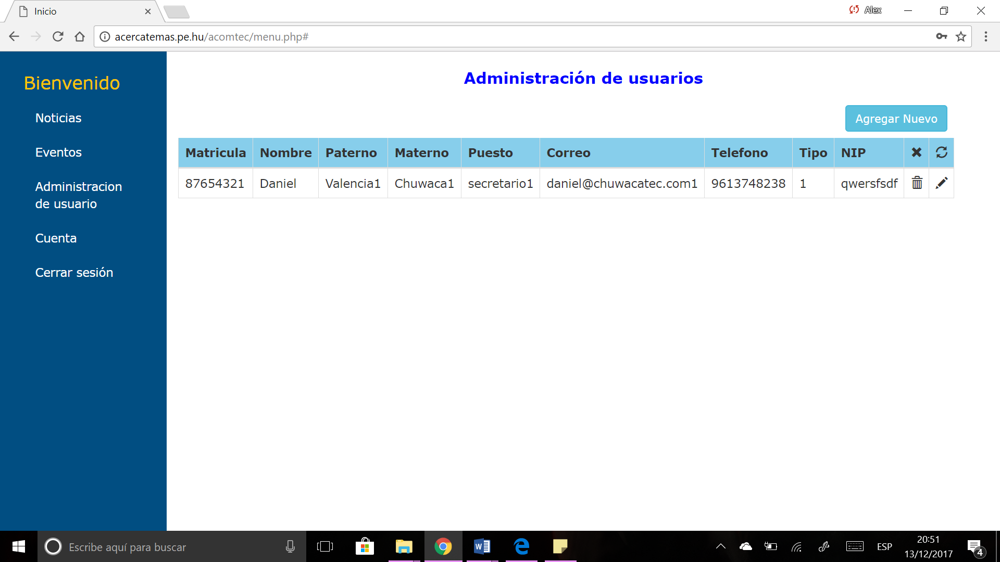 Inicio
Alex
acercatemas.pe.hu/acomtec/menu.php#
Bienvenido
Noticias
Eventos
Administracion
de usuario
Cuenta
Cerrar sesión
Administración de usuarios
Agregar Nuevo
Matricula Nombre Paterno Materno Puesto Correo Telefono Tipo NIP
87654321 Daniel Valencia1 Chuwaca1 secretario1 daniel@chuwacatec.com1 9613748238 1 qwersfsdf
Escribe aquí para buscar
ESP
20:51
13/12/2017
4